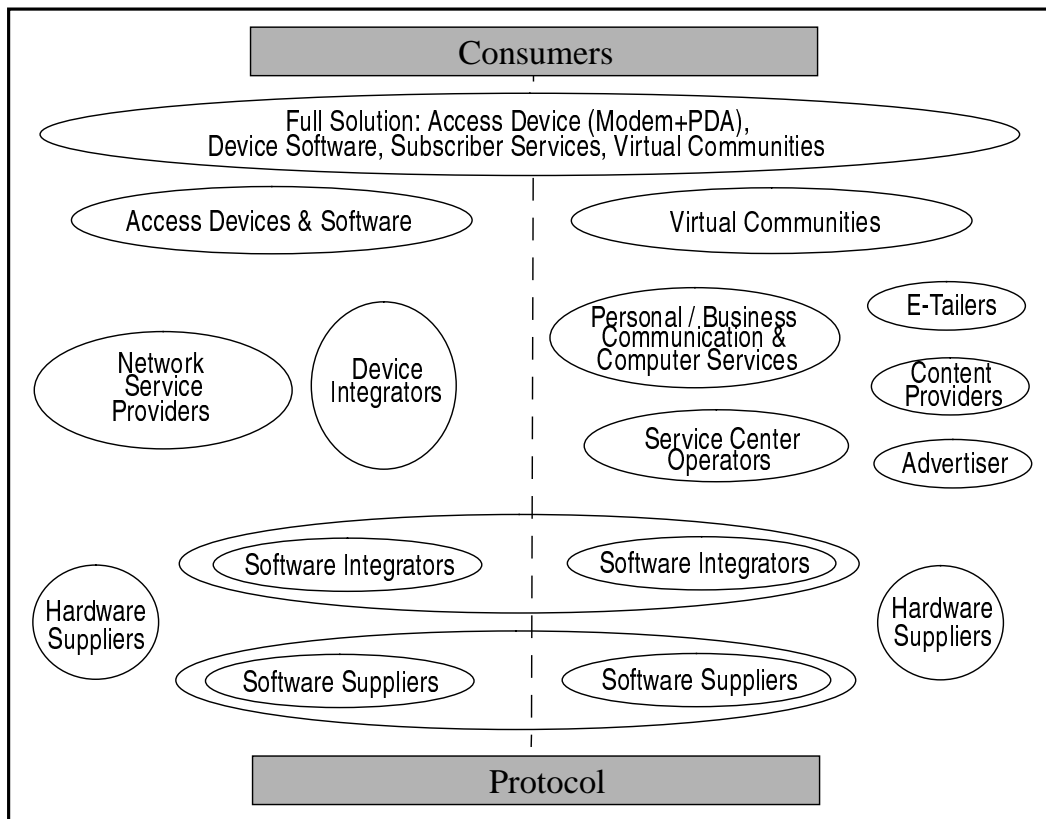 Consumers
Full Solution: Access Device (Modem+PDA),
Device Software, Subscriber Services, Virtual Communities
Access Devices & Software
Virtual Communities
Network
Service
Providers
Device
Integrators
Personal / Business
Communication &
Computer Services
E-Tailers
Content
Providers
Service Center
Operators
Advertiser
Software Integrators
Software Integrators
Hardware
Suppliers
Hardware
Suppliers
Software Suppliers
Software Suppliers
Protocol